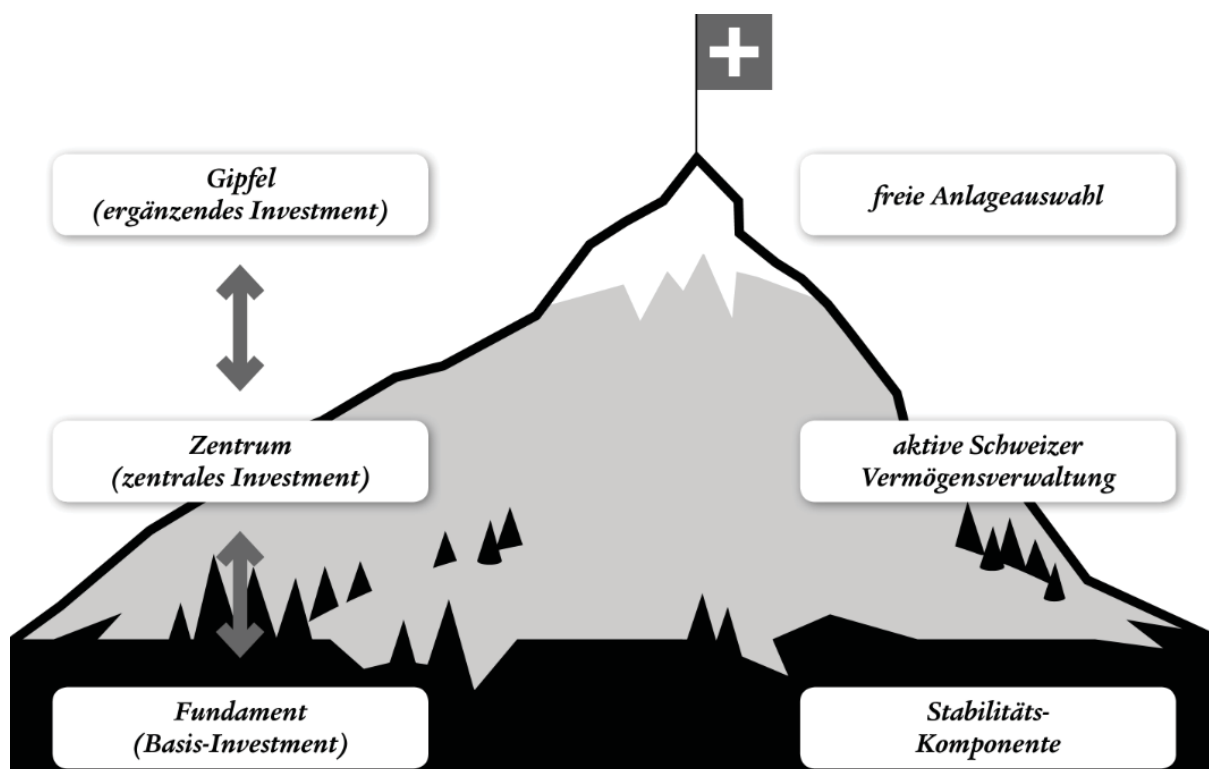 Gipfel
(ergänzendes Investment)
freie Anlageauswahl
Zentrum
(zentrales Investment)
aktive Schweizer
Vermögensverwaltung
Fundament
(Basis-Investment)
Stabilitäts-
Komponente